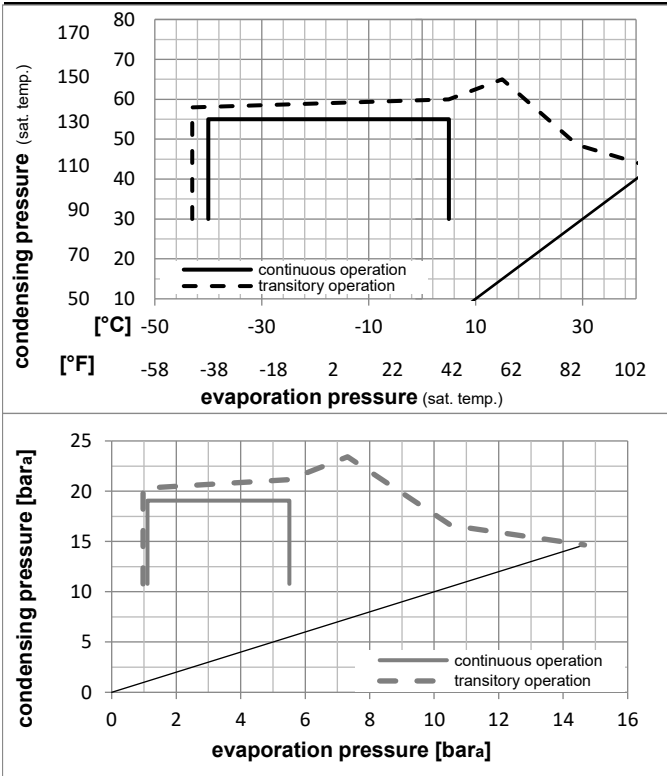 condensing pressure (sat. temp.)
170 80
70
150 60
130 50
110 40
90 30
70 20
50 10
continuous operation
transitory operation
[°C] -50 -30 -10 10 30
[°F] -58 -38 -18 2 22 42 62 82 102
evaporation pressure (sat. temp.)
condensing pressure [bara]
25
20
15
10
5
0
continuous operation
transitory operation
0 2 4 6 8 10 12 14 16
evaporation pressure [bara]